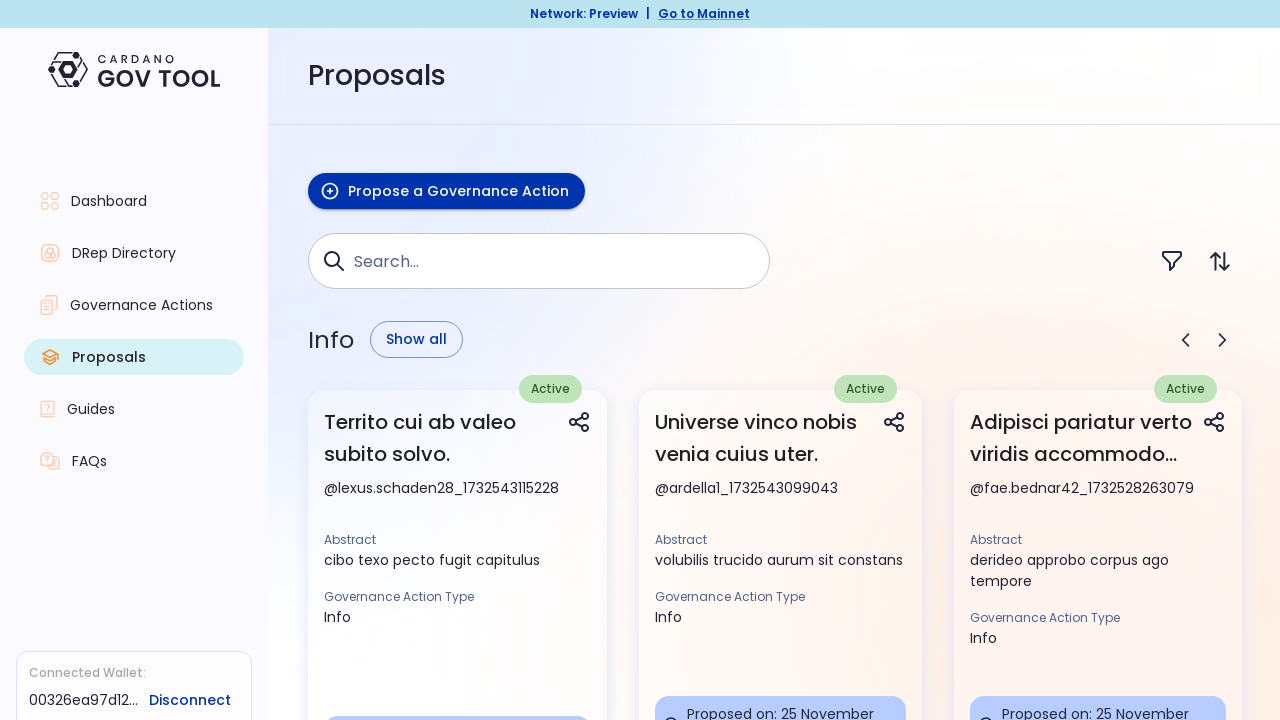 Network: Preview | Go to Mainnet
CARDANO
GOV TOOL
Dashboard
DRep Directory
Governance Actions
Proposals
Guides
FAQs
Connected Wallet:
00326ea97d12... Disconnect
Proposals
Propose a Governance Action
Search...
Info Show all
Active
Territo cui ab valeo
subito solvo.
@lexus.schaden28_1732543115228
Abstract
cibo texo pecto fugit capitulus
Governance Action Type
Info
Active
Universe vinco nobis
venia cuius uter.
@ardella1_1732543099043
Abstract
volubilis trucido aurum sit constans
Governance Action Type
Info
Proposed on: 25 November
Active
Adipisci pariatur verto
viridis accommodo...
@fae.bednar42_1732528263079
Abstract
derideo approbo corpus ago
tempore
Governance Action Type
Info
Proposed on: 25 November